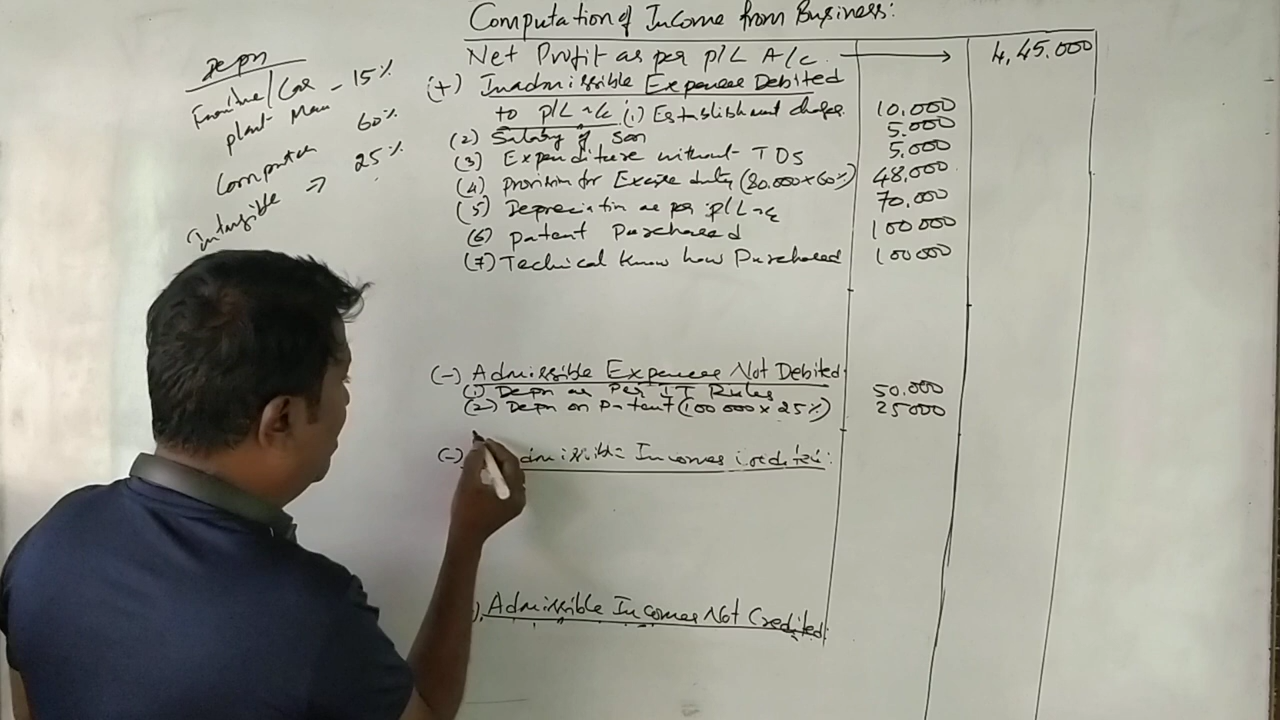 Computation of Income from Business:
Net Profit as per P/L A/c. 4,45,000
(+) Inadmissible Expenses Debited
to P/L A/c (1) Establishment charges 10,000
(2) Salary of Son 5,000
(3) Expenditure without TDS 5,000
(4) Provision for Excise duty (80,000 x 60%) 48,000
(5) Depreciation as per P/L A/c 70,000
(6) Patent Purchased 100000
(7) Technical Know how Purchased 100000
(-) Admissible Expenses Not Debited
(1) Depn as Per IT Rules 50,000
(2) Depn on Patent (100000 x 25%) 25000
(-) Incomes
Admissible Incomes Not Credited
Depn
Furniture/
Plant 15%
Computer 60%
Intangible 25%